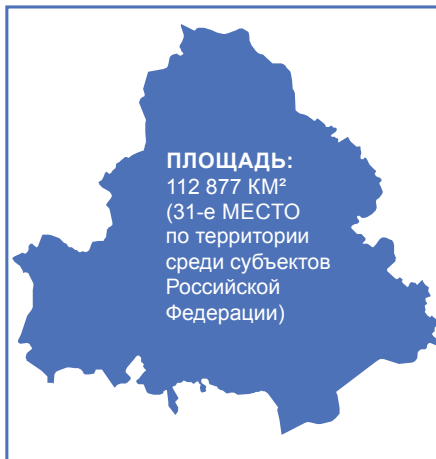 ПЛОЩАДЬ:
112 877 КМ²
(31-е МЕСТО
по территории
среди субъектов
Российской
Федерации)